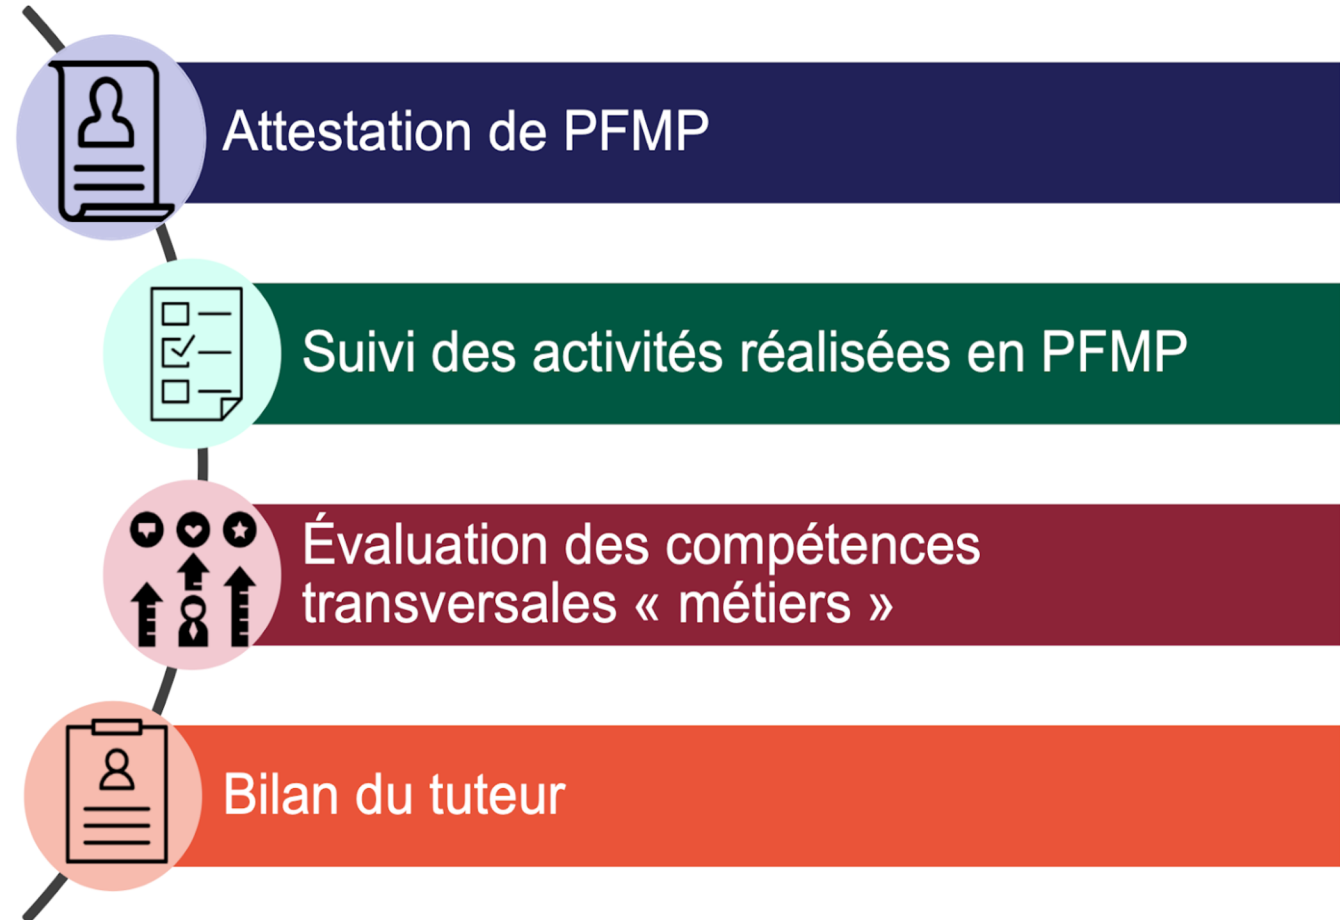 Attestation de PFMP
Suivi des activités réalisées en PFMP
Évaluation des compétences
transversales « métiers »
Bilan du tuteur